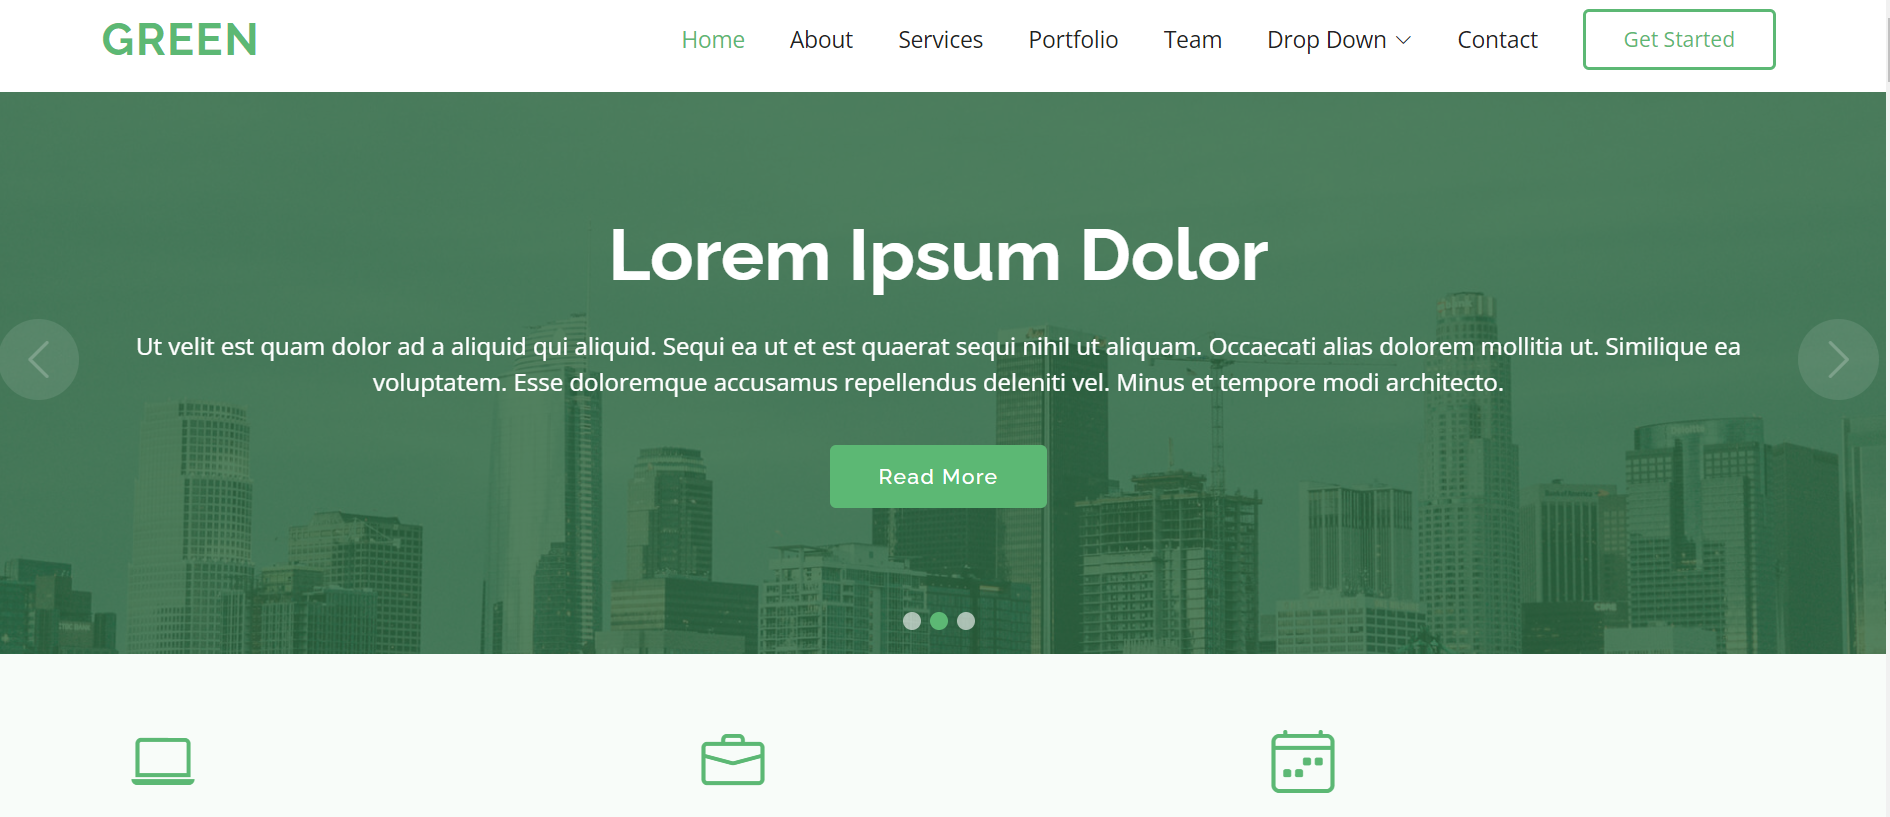 GREEN
Home About Services Portfolio Team Drop Down Contact Get Started
Lorem Ipsum Dolor
Ut velit est quam dolor ad a aliquid qui aliquid. Sequi ea ut et est quaerat sequi nihil ut aliquam. Occaecati alias dolorem mollitia ut. Similique ea
voluptatem. Esse doloremque accusamus repellendus deleniti vel. Minus et tempore modi architecto.
Read More